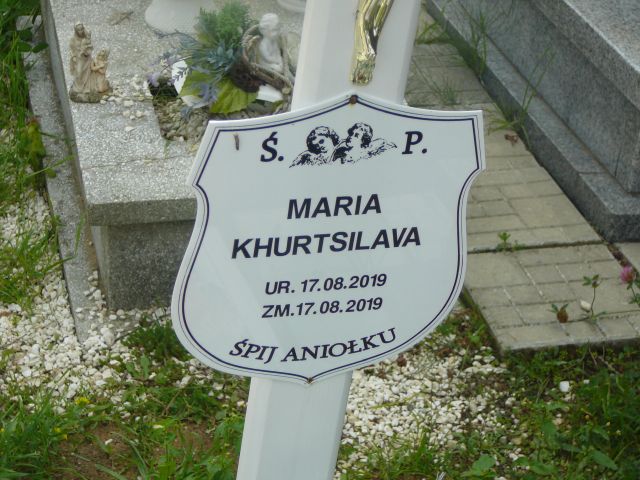 Ś. P.
MARIA
KHURTSILAVA
UR. 17.08.2019
ZM.17.08.2019
ŚPIJ ANIOŁKU